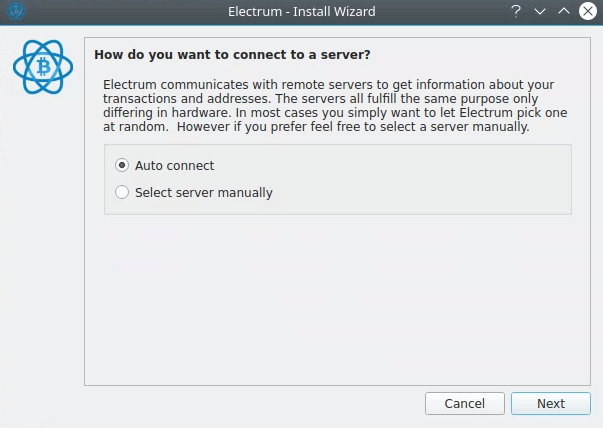 Electrum - Install Wizard
How do you want to connect to a server?
Electrum communicates with remote servers to get information about your
transactions and addresses. The servers all fulfill the same purpose only
differing in hardware. In most cases you simply want to let Electrum pick one
at random.  However if you prefer feel free to select a server manually.
Auto connect
Select server manually
Cancel Next